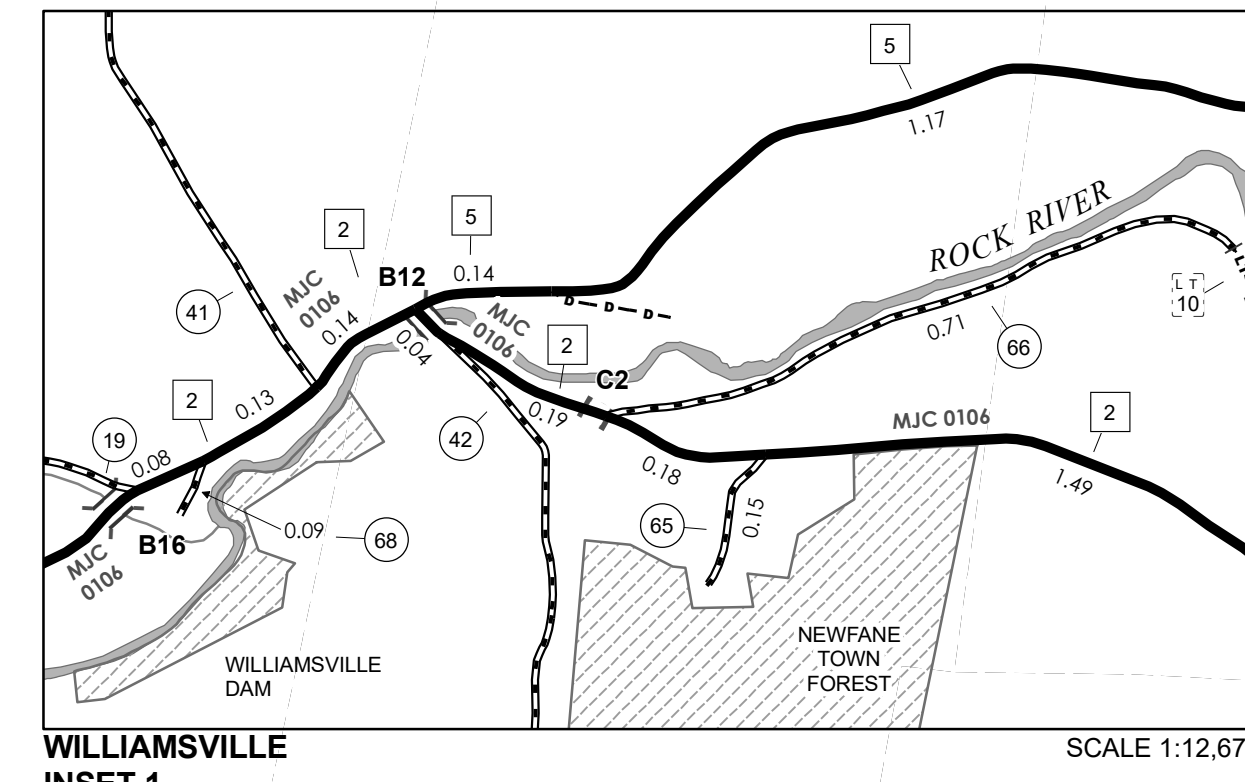 5
1.17
2
5
B12
0.14
ROCK RIVER
MJC
0106
41
0.14
0.04
MJC
0106
D D D
L T
10
0.71
66
2
C2
0.13
2
0.19
42
MJC 0106
2
19
0.08
0.18
1.49
0.15
65
0.09
68
B16
MJC
0106
NEWFANE
TOWN
FOREST
WILLIAMSVILLE
DAM
WILLIAMSVILLE
SCALE 1:12,67
INSET 1